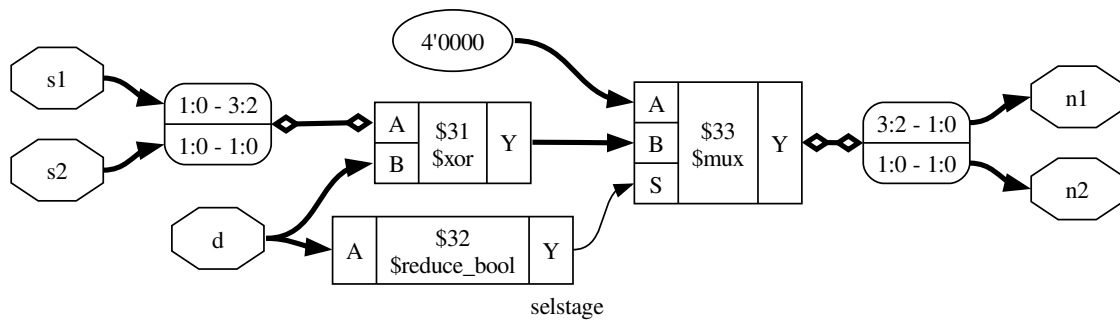 s1
s2
1:0 - 3:2
1:0 - 1:0
d
4'0000
A
B
$31
$xor
Y
A
$32
$reduce_bool
Y
A
B
S
$33
$mux
Y
3:2 - 1:0
1:0 - 1:0
n1
n2
selstage